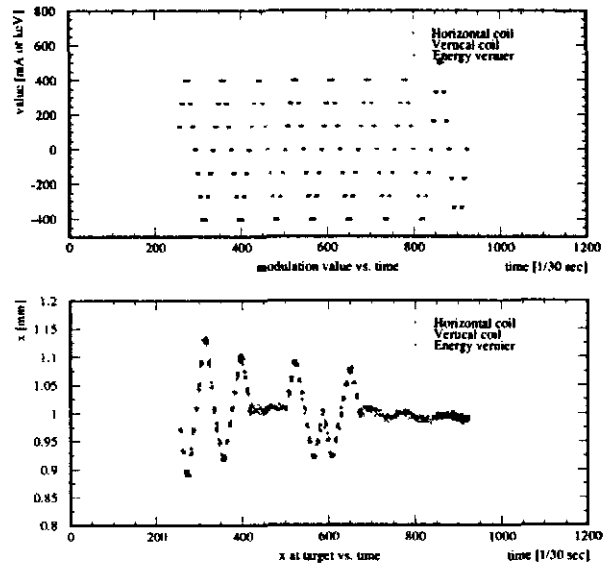 800
600
400
200
0
-200
-400
value [mA or keV]
Horizontal coil
Vertical coil
Energy vernier
0
200
400
600
800
1000
1200
modulation value vs. time
time [1/30 sec]
1.2
1.15
1.1
1.05
1
0.95
0.9
0.85
0.8
x [mm]
Horizontal coil
Vertical coil
Energy vernier
0
200
400
600
800
1000
1200
x at target vs. time
time [1/30 sec]